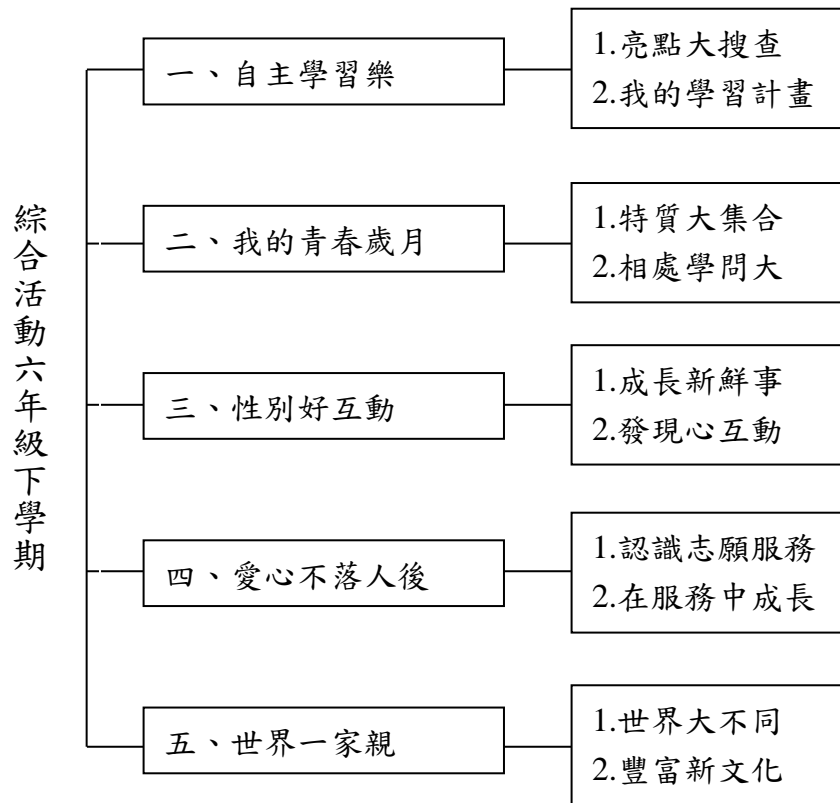 綜合活動六年級下學期
一、自主學習樂
1.亮點大搜查
2.我的學習計畫
二、我的青春歲月
1.特質大集合
2.相處學問大
三、性別好互動
1.成長新鮮事
2.發現心互動
四、愛心不落人後
1.認識志願服務
2.在服務中成長
五、世界一家親
1.世界大不同
2.豐富新文化